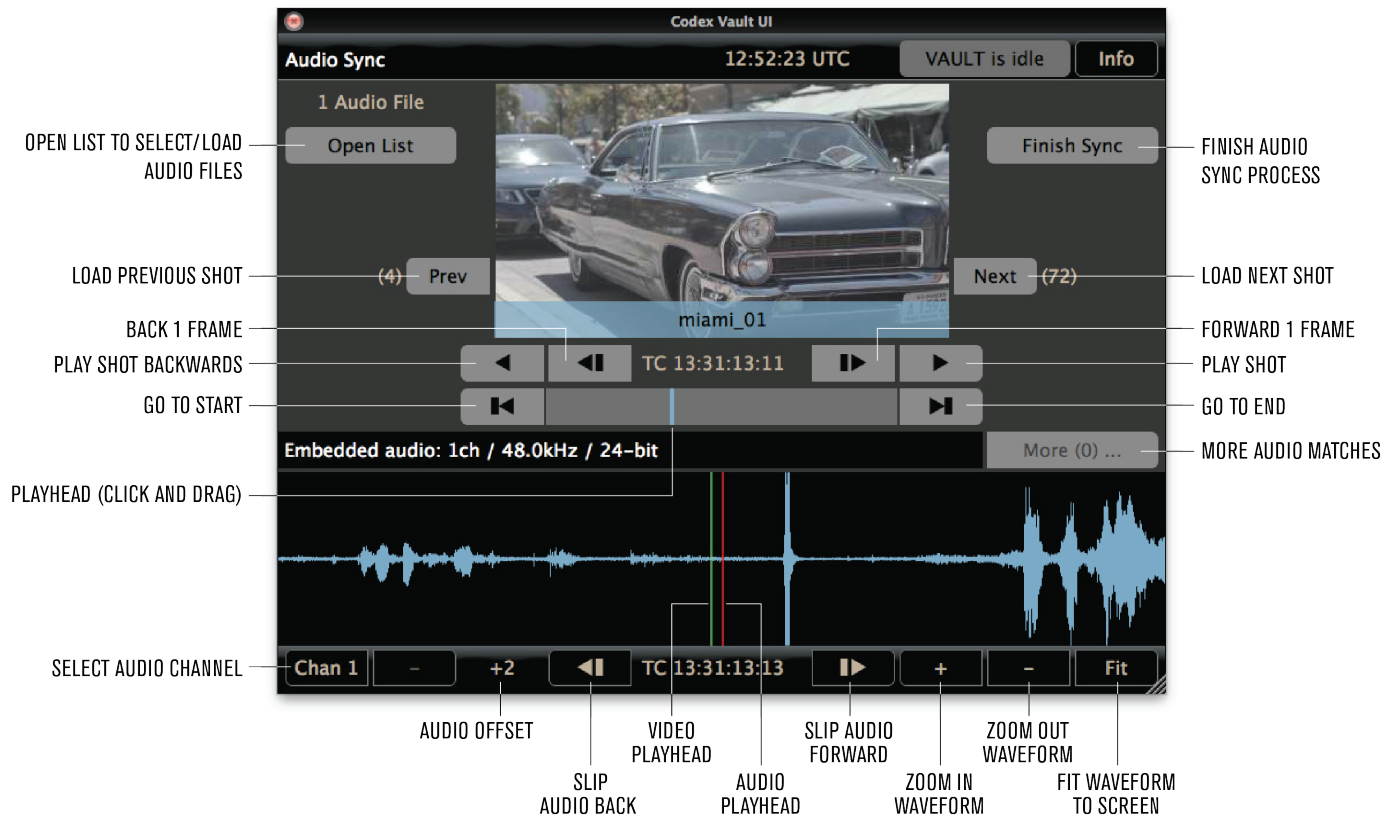 Codex Vault UI
Audio Sync
12:52:23 UTC
VAULT is idle
Info
1 Audio File
OPEN LIST TO SELECT/LOAD
AUDIO FILES
Open List
Finish Sync
FINISH AUDIO
SYNC PROCESS
LOAD PREVIOUS SHOT
(4)
Prev
Next
(72)
LOAD NEXT SHOT
miami_01
BACK 1 FRAME
FORWARD 1 FRAME
PLAY SHOT BACKWARDS
TC 13:31:13:11
PLAY SHOT
GO TO START
GO TO END
Embedded audio: 1ch / 48.0kHz / 24-bit
More (0) ...
MORE AUDIO MATCHES
PLAYHEAD (CLICK AND DRAG)
SELECT AUDIO CHANNEL
Chan 1
–
+2
TC 13:31:13:13
+
–
Fit
AUDIO OFFSET
VIDEO
PLAYHEAD
SLIP AUDIO
FORWARD
ZOOM OUT
WAVEFORM
SLIP
AUDIO BACK
AUDIO
PLAYHEAD
ZOOM IN
WAVEFORM
FIT WAVEFORM
TO SCREEN